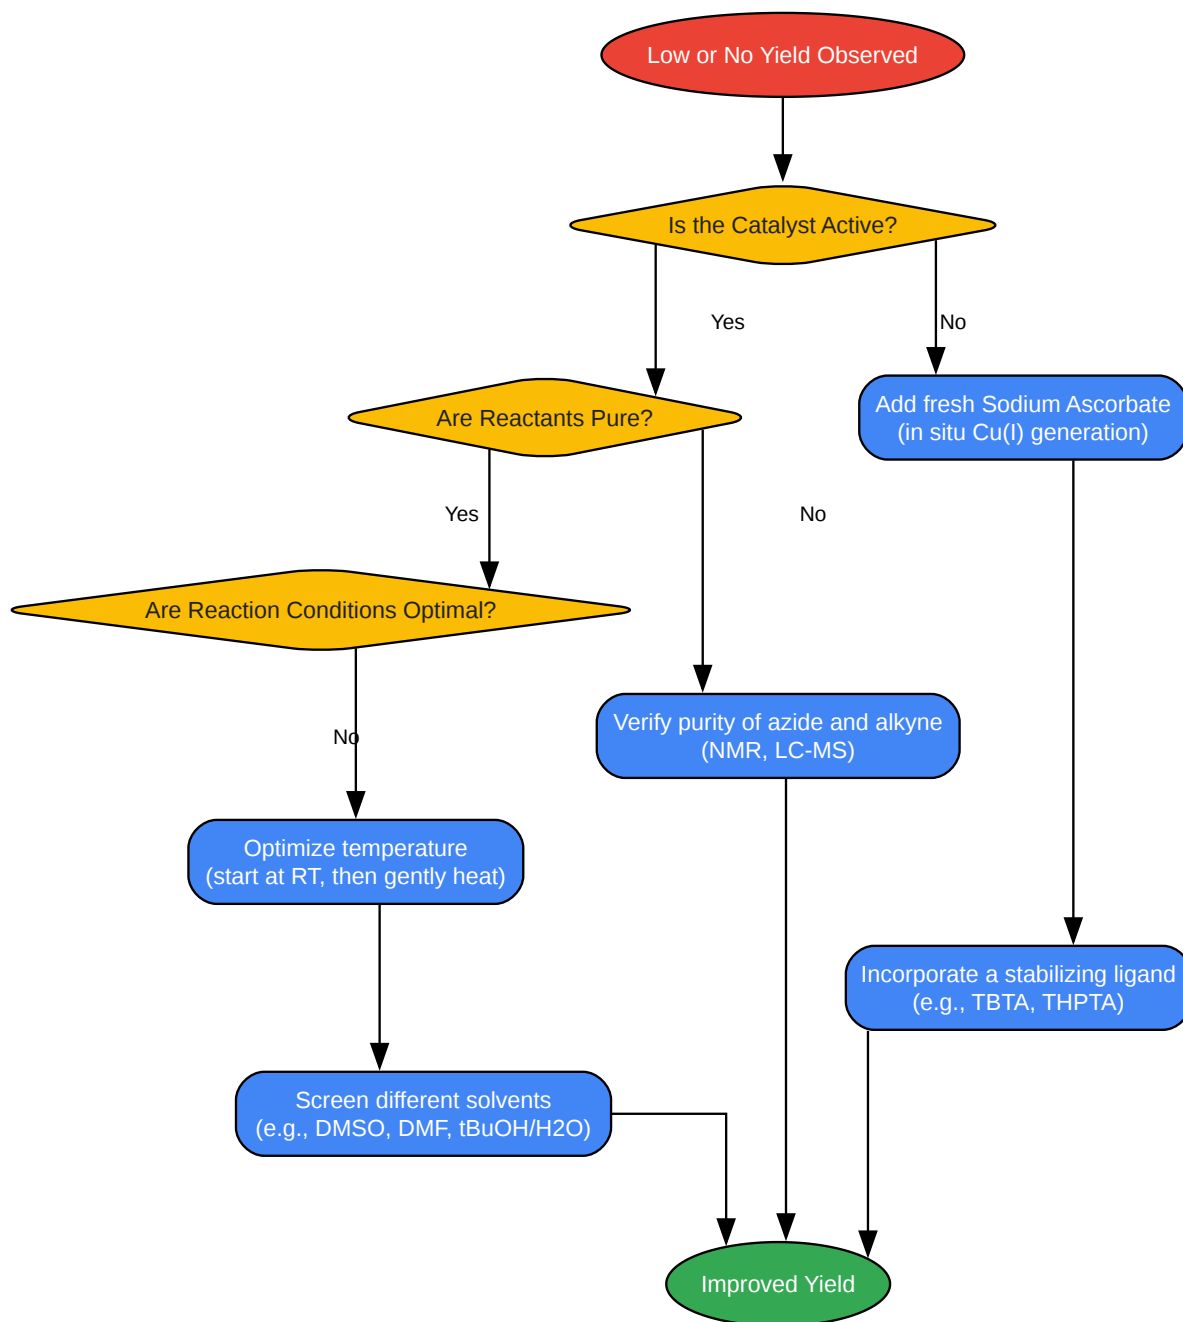 Low or No Yield Observed
Is the Catalyst Active?
Yes
No
Add fresh Sodium Ascorbate
(in situ Cu(I) generation)
Are Reactants Pure?
Yes
No
Are Reaction Conditions Optimal?
Verify purity of azide and alkyne
(NMR, LC-MS)
No
Optimize temperature
(start at RT, then gently heat)
Incorporate a stabilizing ligand
(e.g., TBTA, THPTA)
Screen different solvents
(e.g., DMSO, DMF, tBuOH/H2O)
Improved Yield